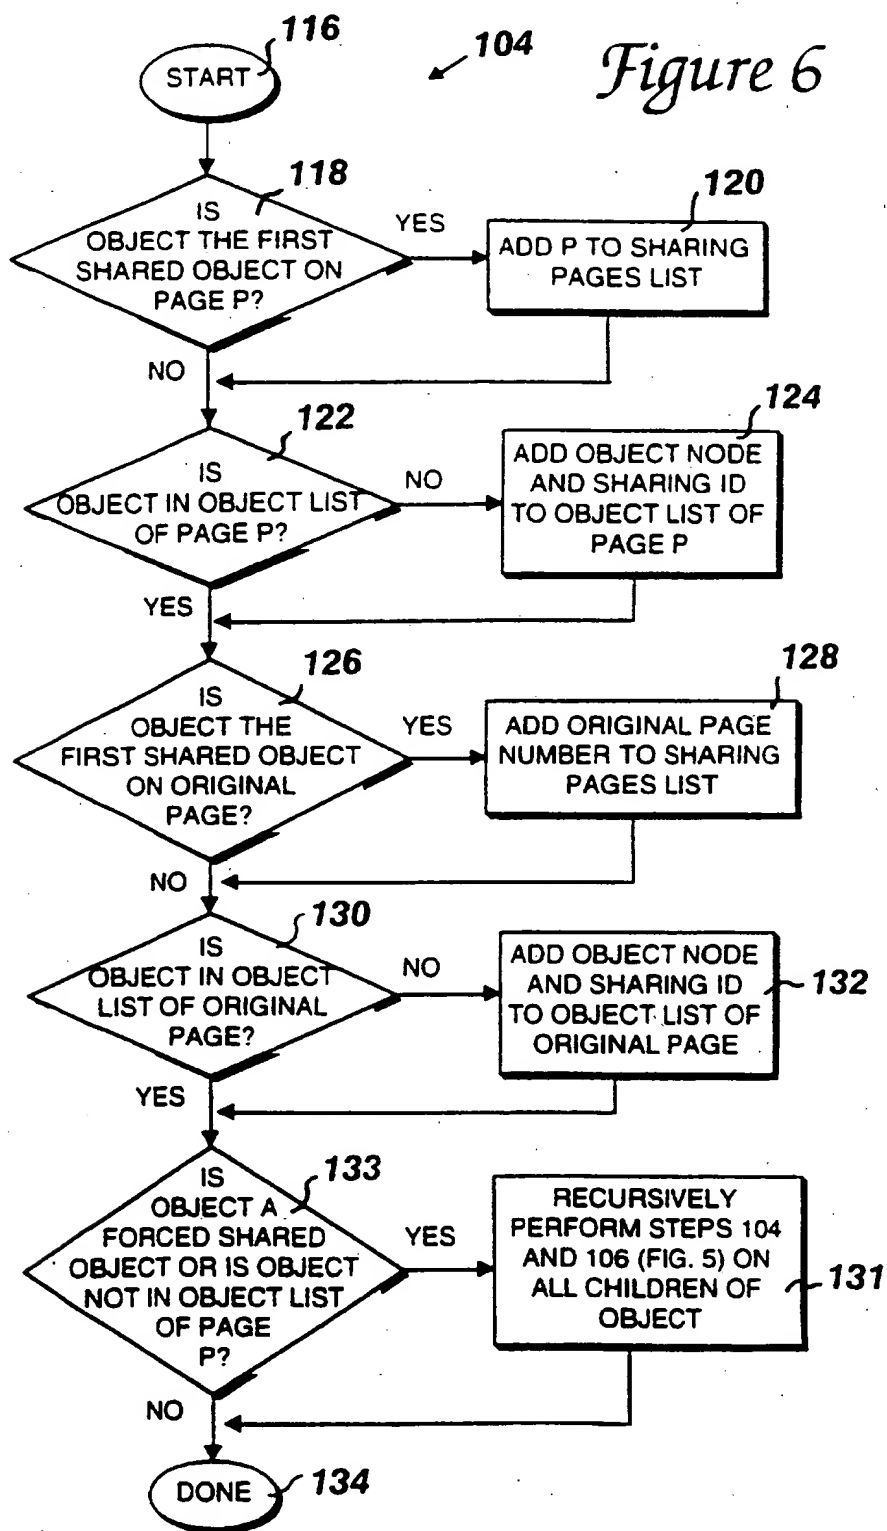 116
104
Figure 6
START
118
IS
OBJECT THE FIRST
SHARED OBJECT ON
PAGE P?
YES
120
ADD P TO SHARING
PAGES LIST
NO
122
IS
OBJECT IN OBJECT LIST
OF PAGE P?
NO
124
ADD OBJECT NODE
AND SHARING ID
TO OBJECT LIST OF
PAGE P
YES
126
IS
OBJECT THE
FIRST SHARED OBJECT
ON ORIGINAL
PAGE?
YES
128
ADD ORIGINAL PAGE
NUMBER TO SHARING
PAGES LIST
NO
130
IS
OBJECT IN OBJECT
LIST OF ORIGINAL
PAGE?
NO
ADD OBJECT NODE
AND SHARING ID
TO OBJECT LIST OF
ORIGINAL PAGE
132
YES
133
IS
OBJECT A
FORCED SHARED
OBJECT OR IS OBJECT
NOT IN OBJECT LIST
OF PAGE
P?
YES
RECURSIVELY
PERFORM STEPS 104
AND 106 (FIG. 5) ON
ALL CHILDREN OF
OBJECT
131
NO
DONE
134